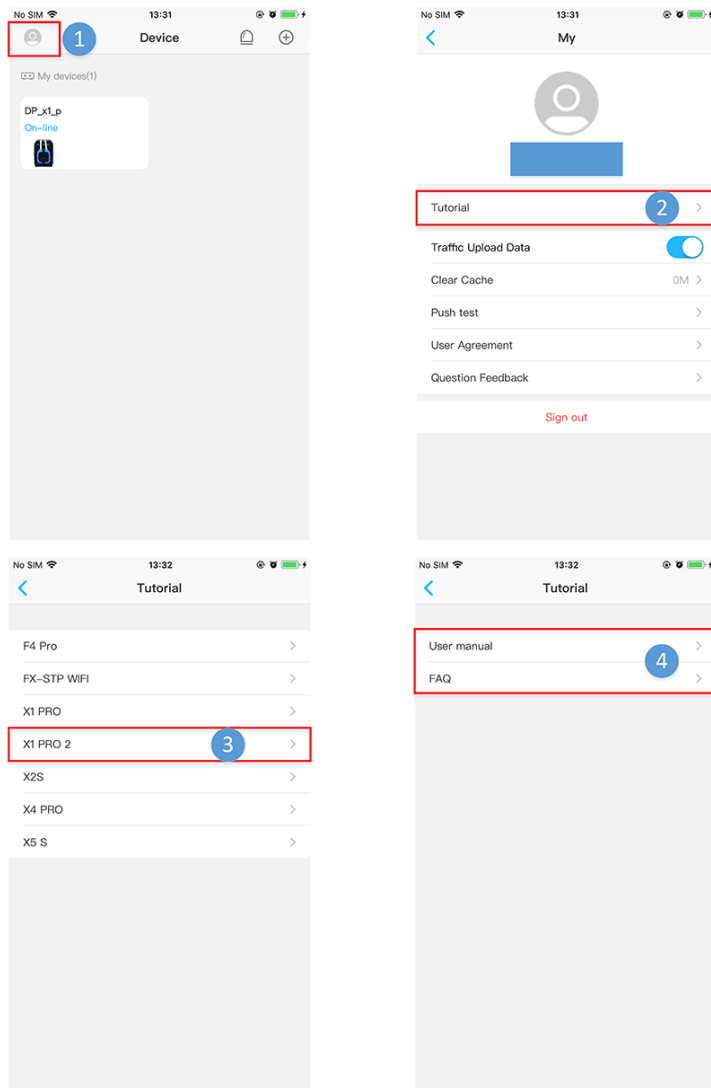 No SIM 13:31
1 Device
My devices(1)
DP_x1_p
On-line
No SIM 13:31
My
Tutorial 2
Traffic Upload Data
Clear Cache 0M
Push test
User Agreement
Question Feedback
Sign out
No SIM 13:32
Tutorial
F4 Pro
FX-STP WIFI
X1 PRO
X1 PRO 2 3
X2S
X4 PRO
X5 S
No SIM 13:32
Tutorial
User manual
4
FAQ